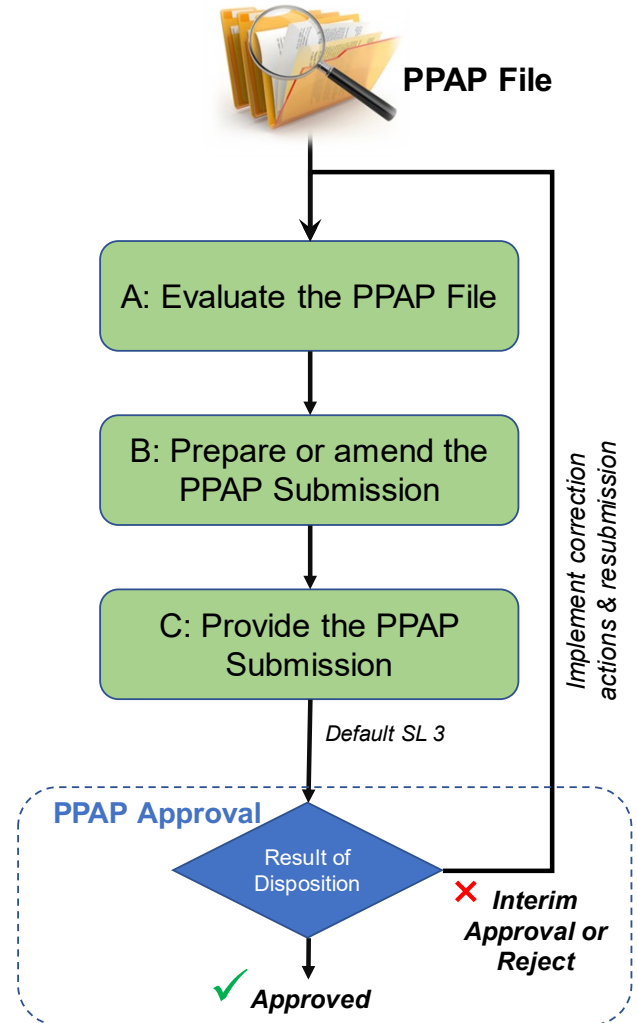 PPAP File
A: Evaluate the PPAP File
B: Prepare or amend the
PPAP Submission
C: Provide the PPAP
Submission
Default SL 3
PPAP Approval
Result of
Disposition
Interim
Approval or
Reject
Approved
Implement correction
actions & resubmission